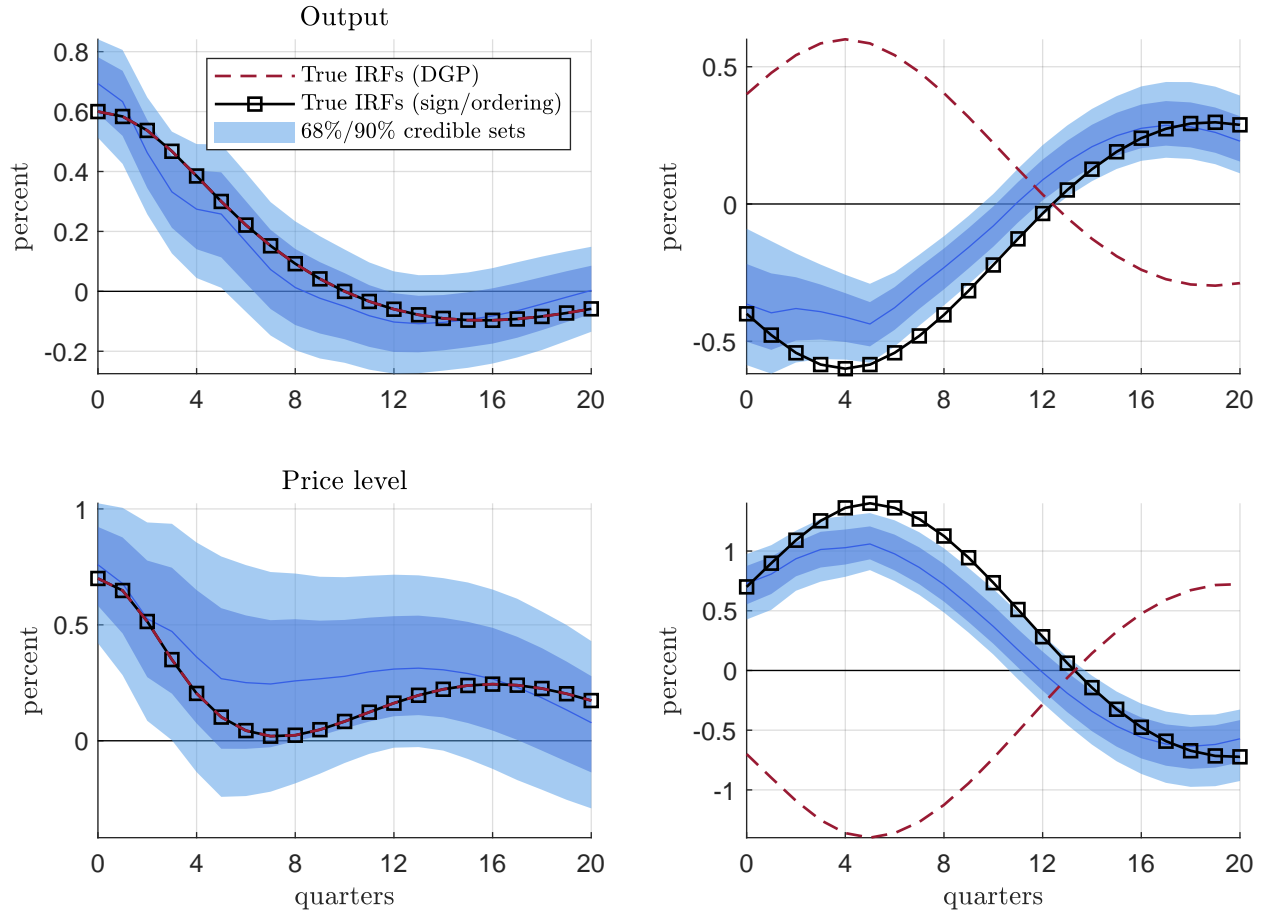 Output
True IRFs (DGP)
True IRFs (sign/ordering)
68%/90% credible sets
percent
0.8
0.6
0.4
0.2
0
-0.2
0 4 8 12 16 20
percent
0.5
0
-0.5
0 4 8 12 16 20
Price level
percent
1
0.5
0
0 4 8 12 16 20
quarters
percent
1
0.5
0
-0.5
-1
0 4 8 12 16 20
quarters